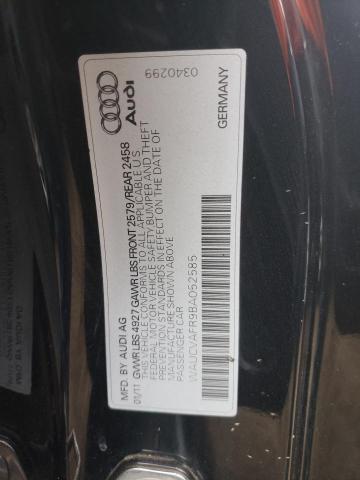 Audi
0340299
GERMANY
MFD. BY AUDI AG
01/11 GVWR LBS 4927 GAWR LBS FRONT 2579/REAR 2458
THIS VEHICLE CONFORMS TO ALL APPLICABLE U S
FEDERAL MOTOR VEHICLE SAFETY BUMPER AND THEFT
PREVENTION STANDARDS IN EFFECT ON THE DATE OF
MANUFACTURE SHOWN ABOVE
PASSENGER CAR
WAUCVAFR9BA052585